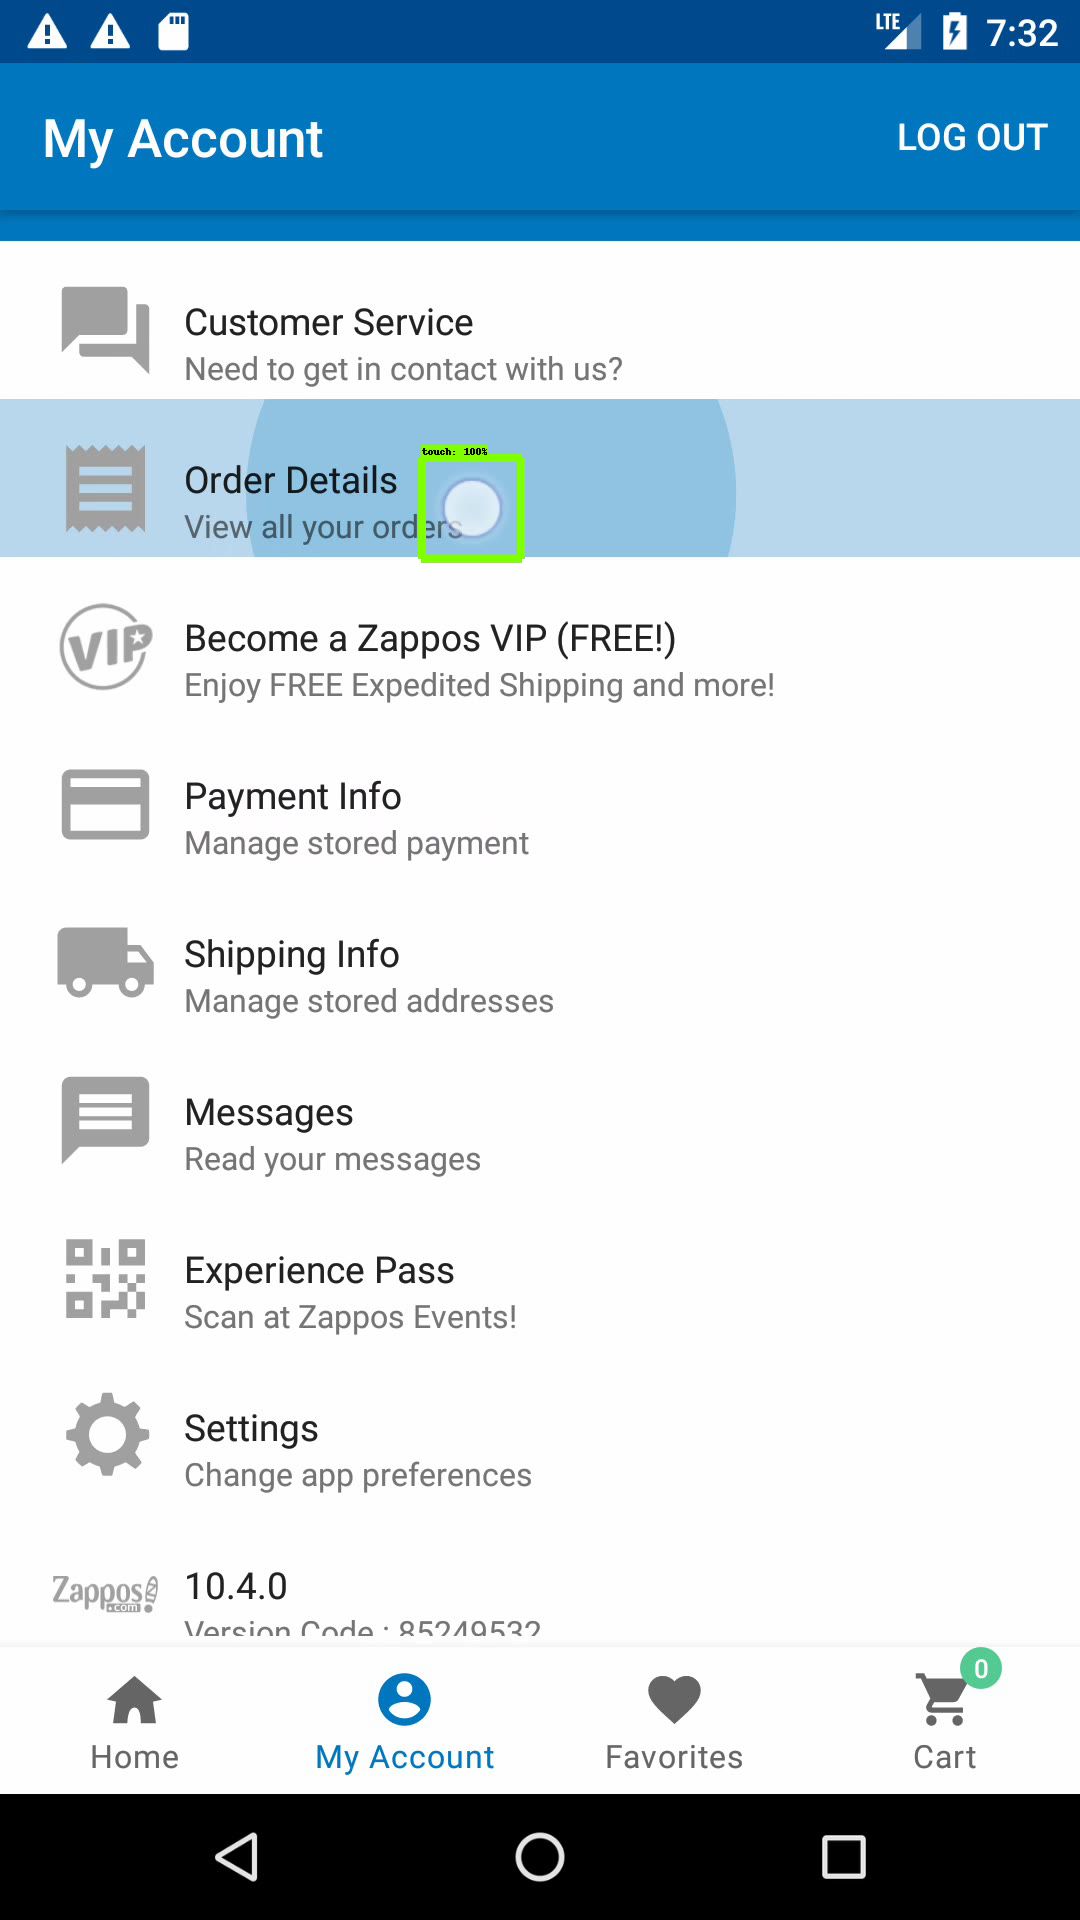 LTE 7:32
My Account LOG OUT
Customer Service
Need to get in contact with us?
touch: 100%
Order Details
View all your orders
VIP
Become a Zappos VIP (FREE!)
Enjoy FREE Expedited Shipping and more!
Payment Info
Manage stored payment
Shipping Info
Manage stored addresses
Messages
Read your messages
Experience Pass
Scan at Zappos Events!
Settings
Change app preferences
Zappos .com
10.4.0
Version Code : 85249532
0
Home My Account Favorites Cart